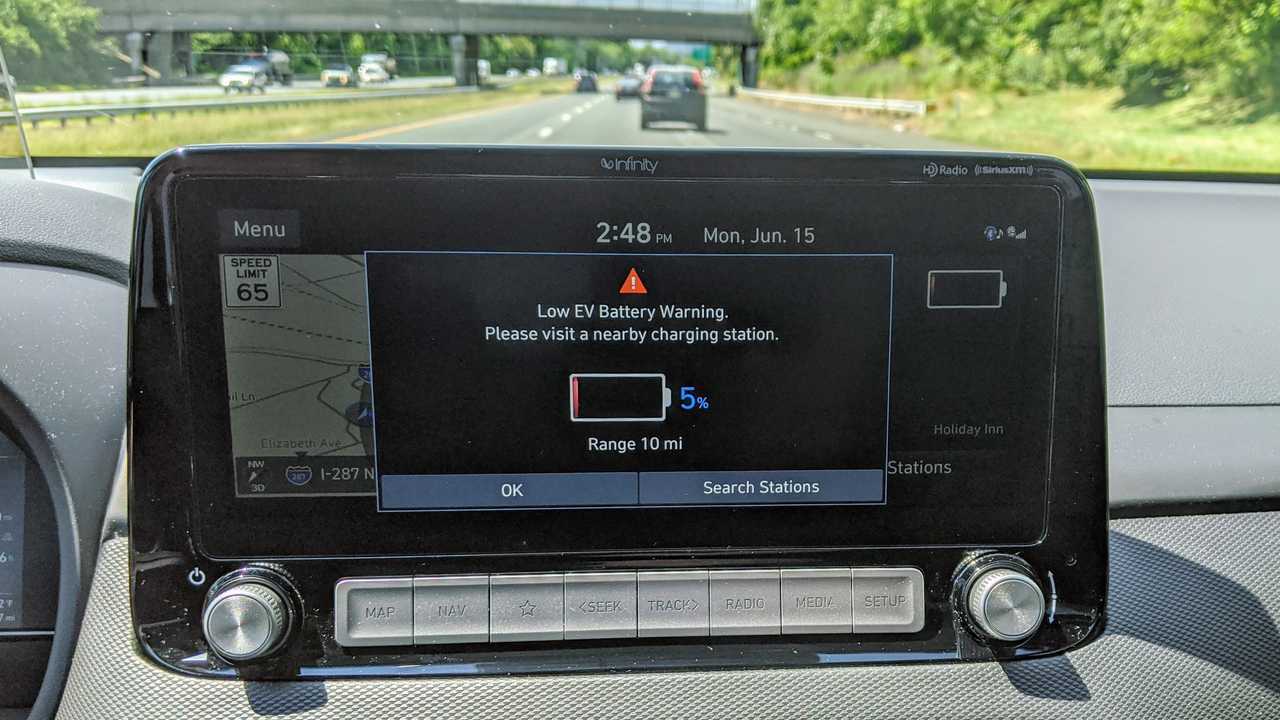 Infinity
HD Radio ((SiriusXM))
Menu
2:48 PM Mon, Jun. 15
SPEED
LIMIT
65
Low EV Battery Warning.
Please visit a nearby charging station.
5%
Range 10 mi
Holiday Inn
il Ln.
Elizabeth Ave
NW
3D
287
I-287 N
Stations
OK
Search Stations
MAP
NAV
<SEEK
TRACK>
RADIO
MEDIA
SETUP